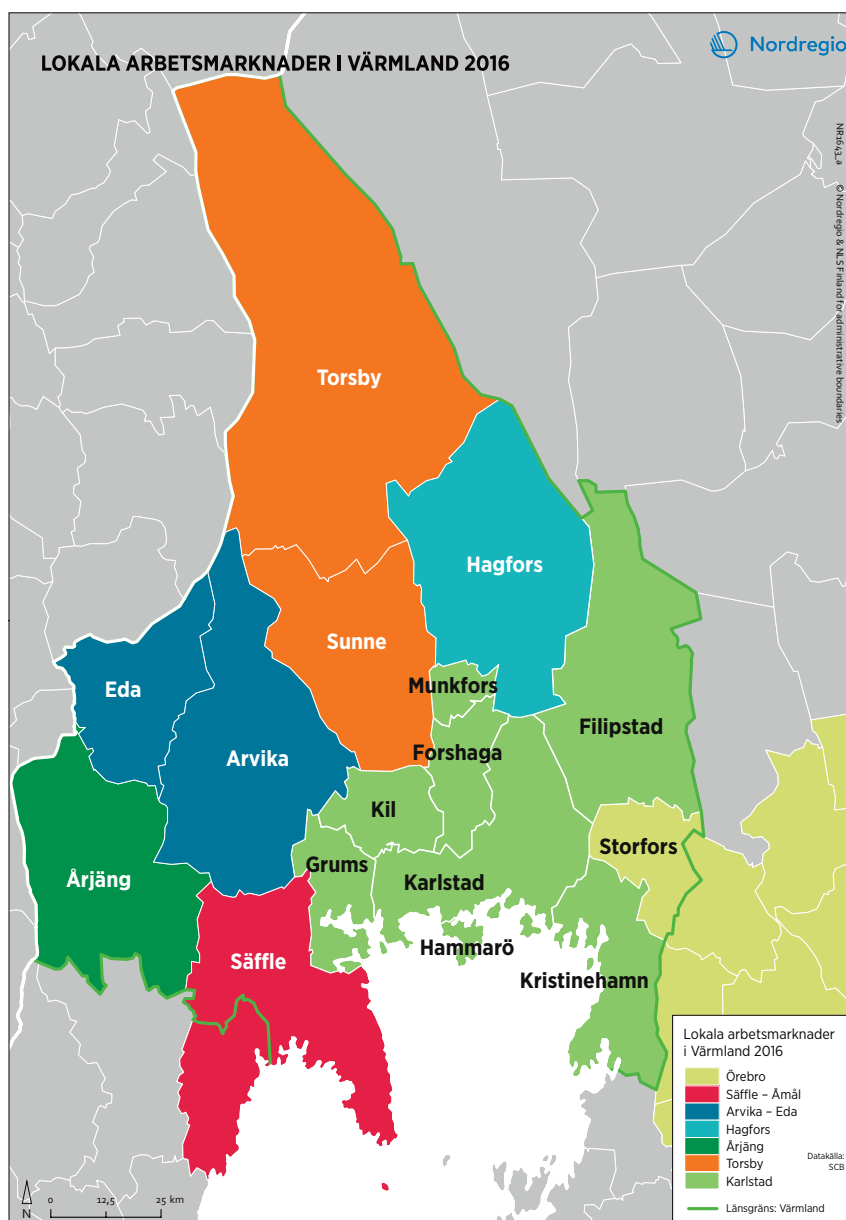 LOKALA ARBETSMARKNADER I VÄRMLAND 2016
Nordregio
NR1643_a © Nordregio & NLS Finland for administrative boundaries
Torsby
Hagfors
Sunne
Munkfors
Eda
Filipstad
Forshaga
Arvika
Kil
Storfors
Grums
Årjäng
Karlstad
Hammarö
Säffle
Kristinehamn
Lokala arbetsmarknader
i Värmland 2016
Örebro
Säffle – Åmål
Arvika – Eda
Hagfors
Årjäng
Torsby
Karlstad
Datakälla:
SCB
Länsgräns: Värmland
N
0 12,5 25 km